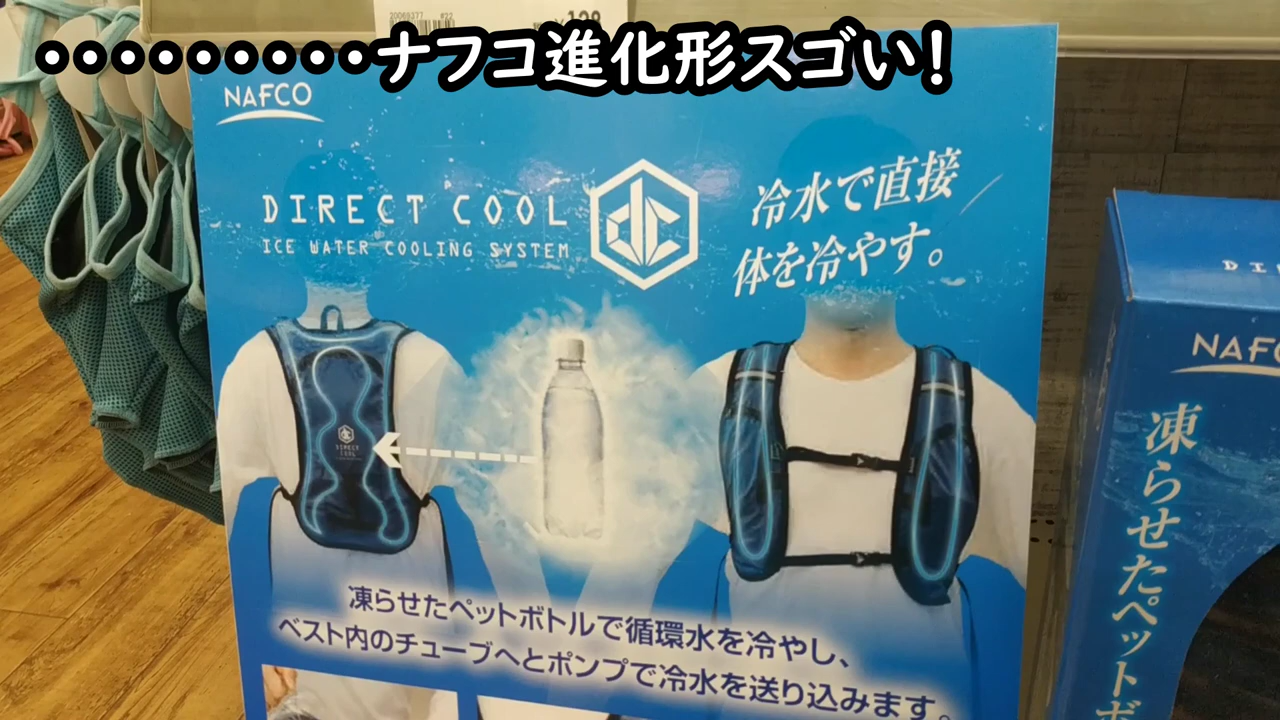 20069377 #22
・・・・・・・・・ナフコ進化形スゴい!
NAFCO
DIRECT COOL
ICE WATER COOLING SYSTEM
dc
冷水で直接
体を冷やす。
DIRECT
COOL
凍らせたペットボトルで循環水を冷やし、
ベスト内のチューブへとポンプで冷水を送り込みます。
NAFC
凍らせたペットボ